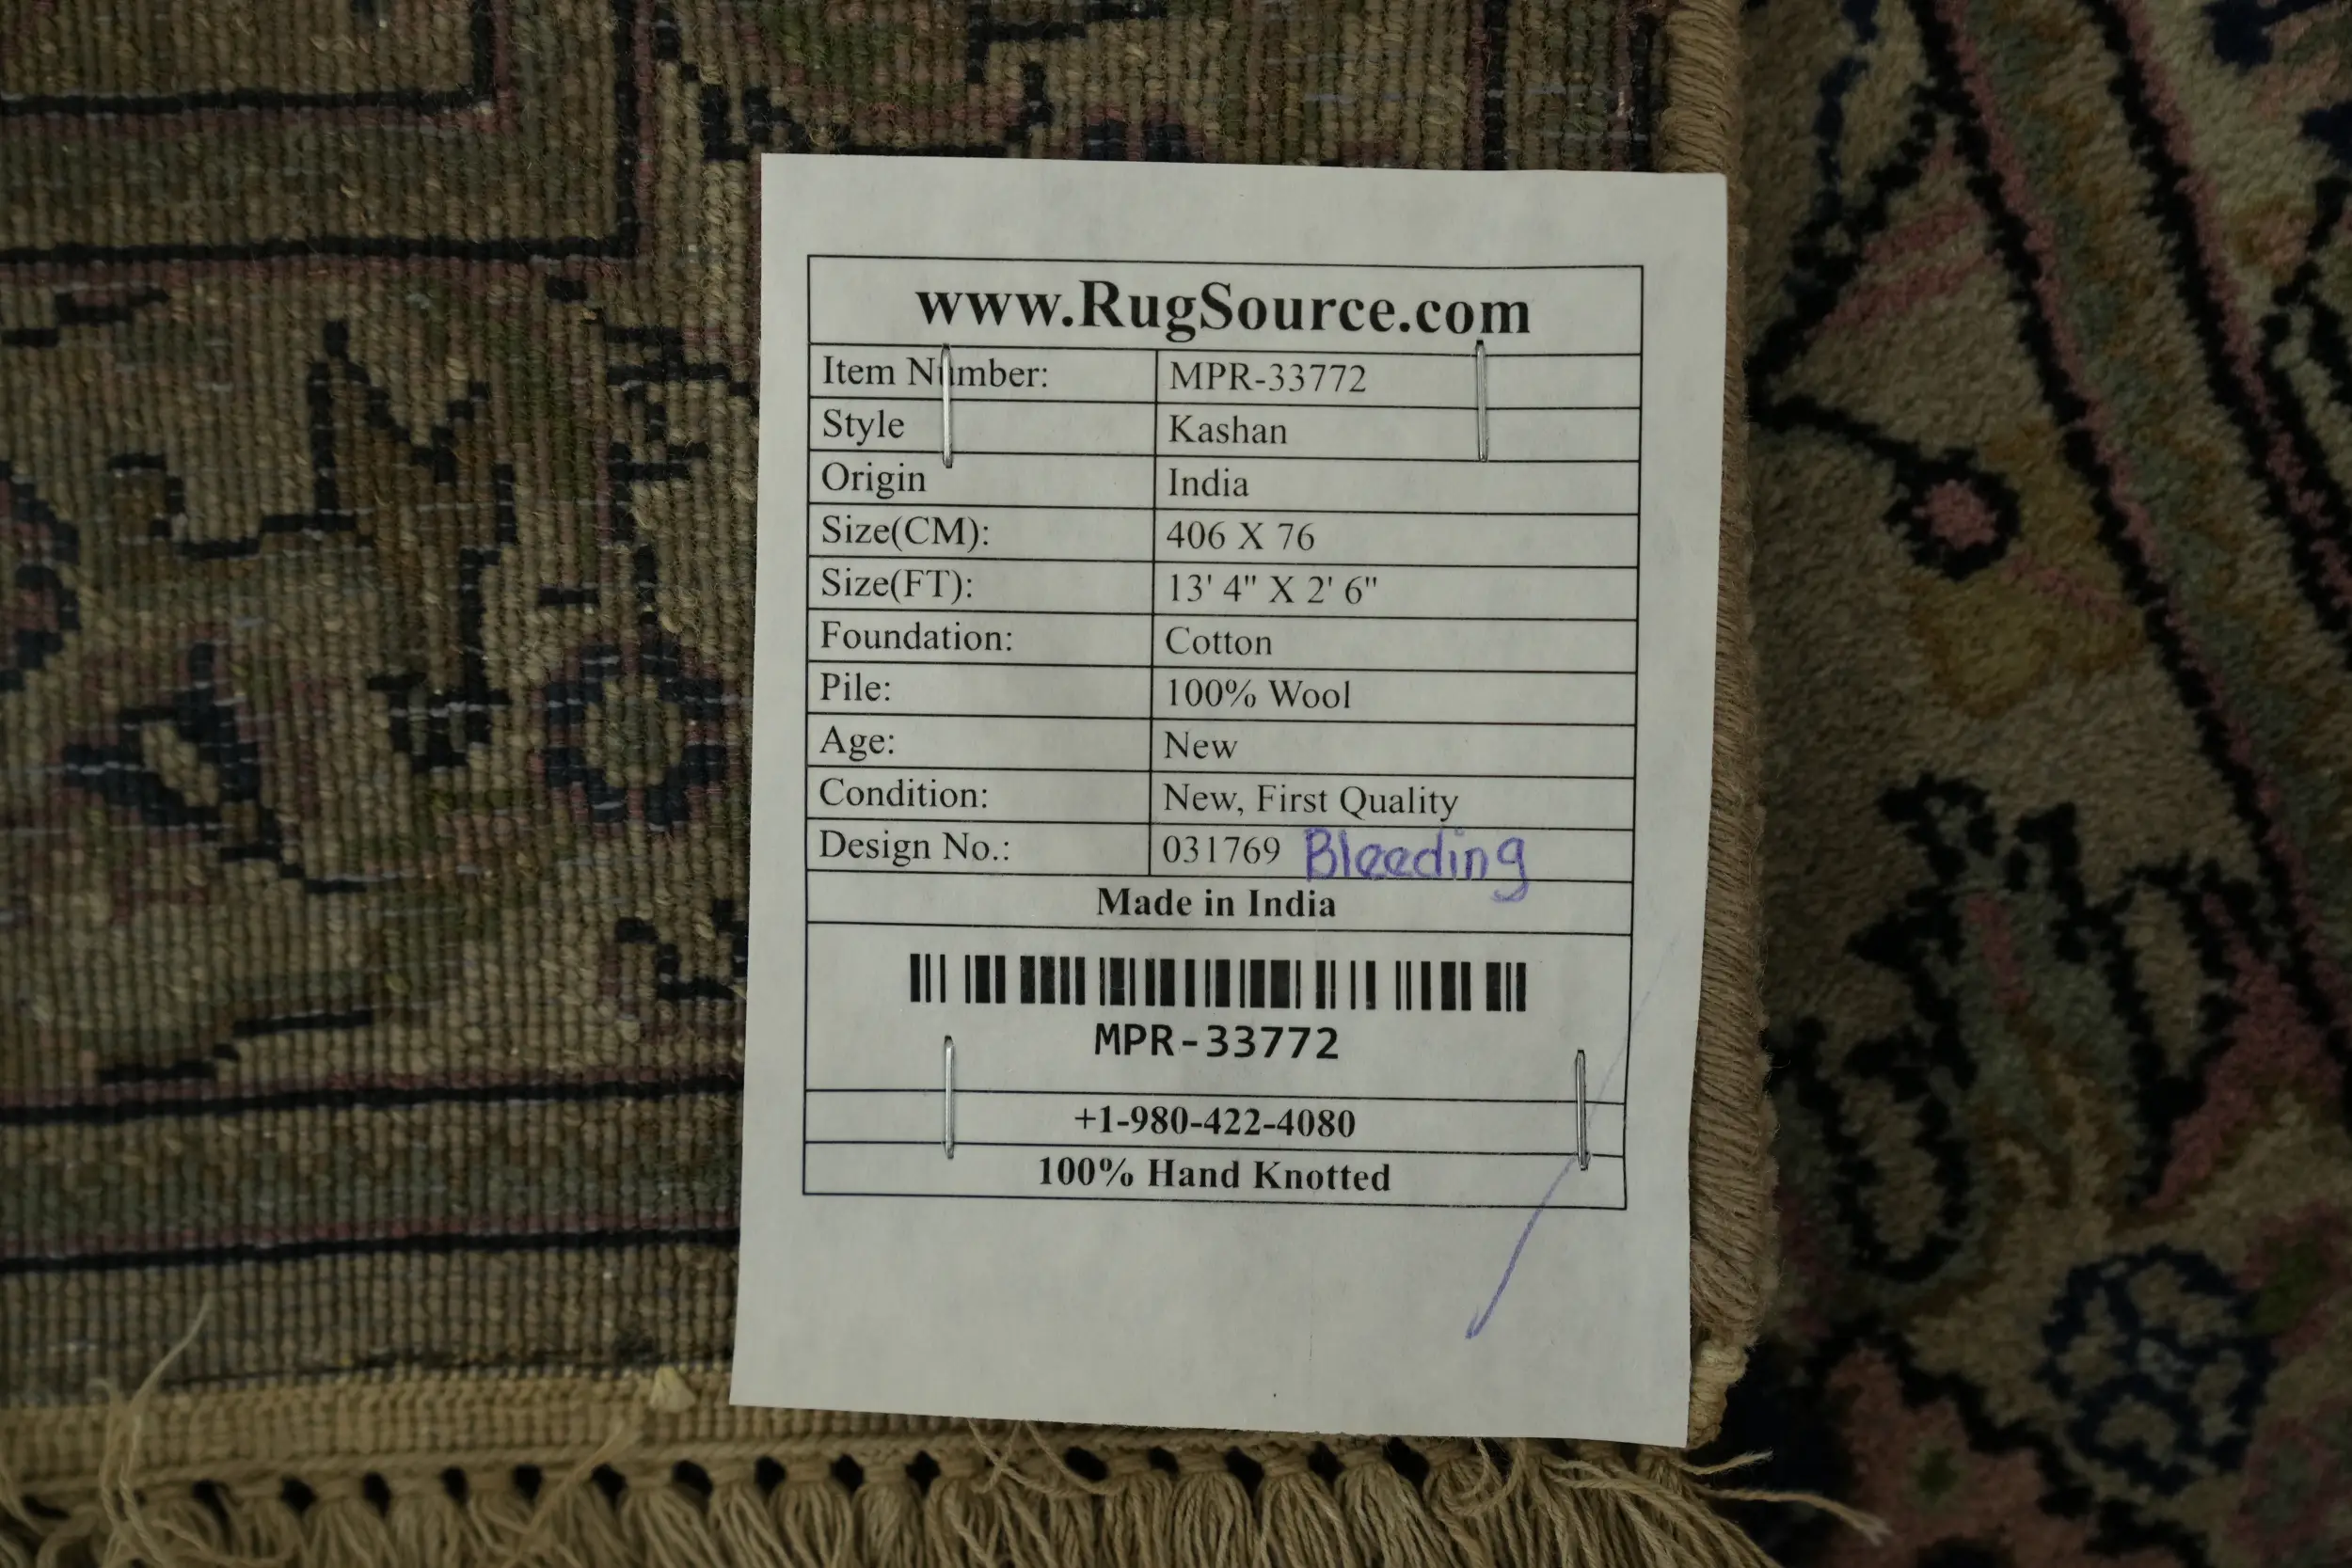 www.RugSource.com
Item Number: MPR-33772
Style Kashan
Origin India
Size(CM): 406 X 76
Size(FT): 13' 4" X 2' 6"
Foundation: Cotton
Pile: 100% Wool
Age: New
Condition: New, First Quality
Design No.: 031769 Bleeding
Made in India
MPR-33772
+1-980-422-4080
100% Hand Knotted